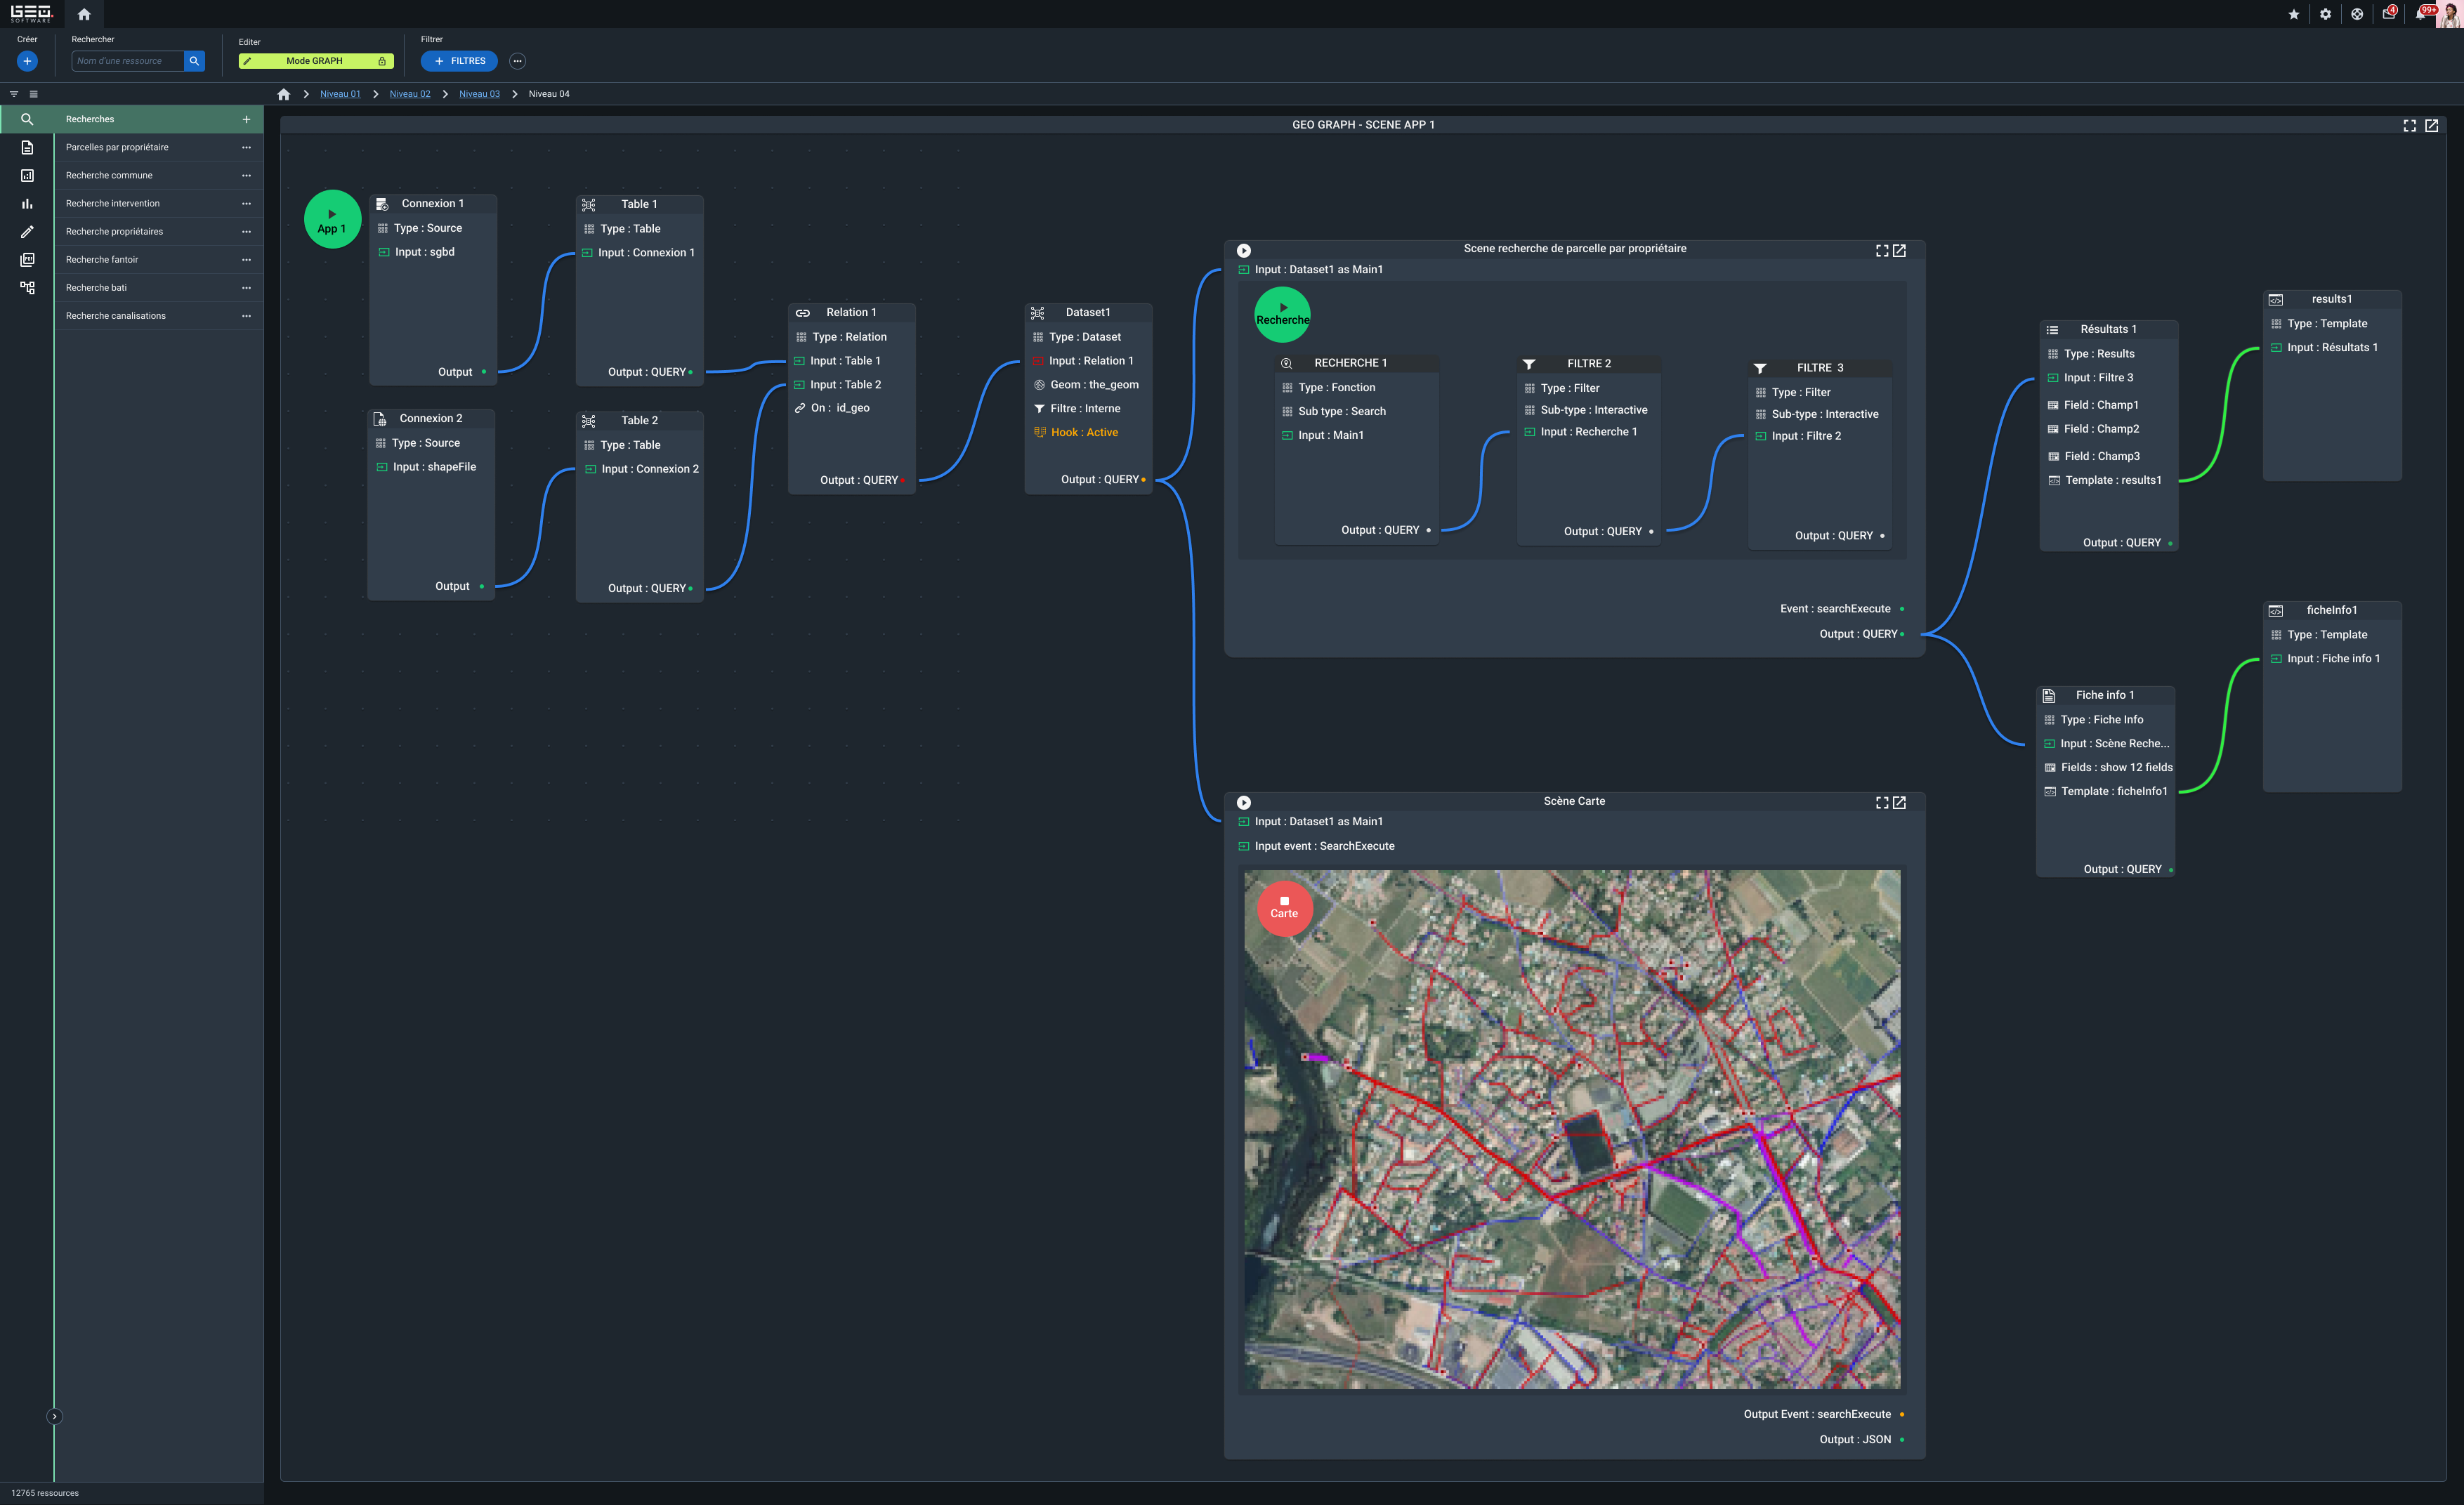 GEO.
SOFTWARE
4
99+
Créer
Rechercher
Nom d'une ressource
Editer
Mode GRAPH
Filtrer
FILTRES
Niveau 01
Niveau 02
Niveau 03
Niveau 04
Recherches
Parcelles par propriétaire
Recherche commune
Recherche intervention
Recherche propriétaires
Recherche fantoir
Recherche bati
Recherche canalisations
12765 ressources
GEO GRAPH - SCENE APP 1
App 1
Connexion 1
Type : Source
Input : sgbd
Output
Connexion 2
Type : Source
Input : shapeFile
Output
Table 1
Type : Table
Input : Connexion 1
Output : QUERY
Table 2
Type : Table
Input : Connexion 2
Output : QUERY
Relation 1
Type : Relation
Input : Table 1
Input : Table 2
On : id_geo
Output : QUERY
Dataset1
Type : Dataset
Input : Relation 1
Geom : the_geom
Filtre : Interne
Hook : Active
Output : QUERY
Scene recherche de parcelle par propriétaire
Input : Dataset1 as Main1
Recherche
RECHERCHE 1
Type : Fonction
Sub type : Search
Input : Main1
Output : QUERY
FILTRE 2
Type : Filter
Sub-type : Interactive
Input : Recherche 1
Output : QUERY
FILTRE 3
Type : Filter
Sub-type : Interactive
Input : Filtre 2
Output : QUERY
Event : searchExecute
Output : QUERY
Scène Carte
Input : Dataset1 as Main1
Input event : SearchExecute
Carte
Output Event : searchExecute
Output : JSON
Résultats 1
Type : Results
Input : Filtre 3
Field : Champ1
Field : Champ2
Field : Champ3
Template : results1
Output : QUERY
results1
Type : Template
Input : Résultats 1
Fiche info 1
Type : Fiche Info
Input : Scène Reche...
Fields : show 12 fields
Template : ficheInfo1
Output : QUERY
ficheInfo1
Type : Template
Input : Fiche info 1